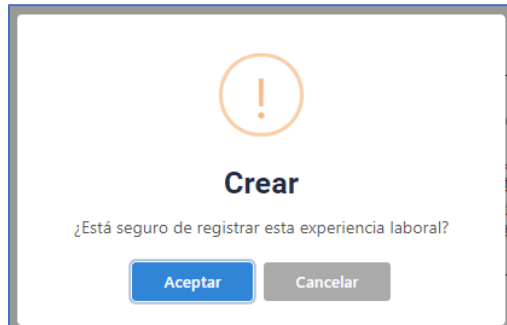 !
Crear
¿Está seguro de registrar esta experiencia laboral?
Aceptar
Cancelar